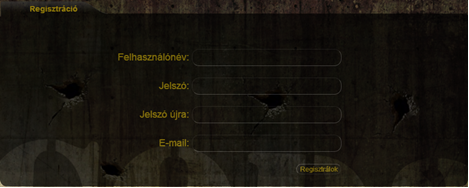 Regisztráció
Felhasználónév:
Jelszó:
Jelszó újra:
E-mail:
Regisztrálok